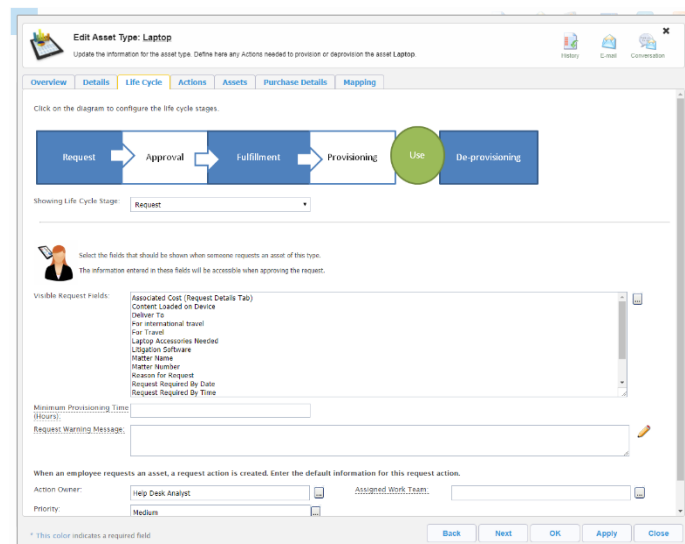 Edit Asset Type: Laptop
Update the information for the asset type. Define here any Actions needed to provision or deprovision the asset Laptop.
History E-mail Conversation
Overview Details Life Cycle Actions Assets Purchase Details Mapping
Click on the diagram to configure the life cycle stages.
Request Approval Fulfillment Provisioning Use De-provisioning
Showing Life Cycle Stage: Request
Select the fields that should be shown when someone requests an asset of this type.
The information entered in these fields will be accessible when approving the request.
Visible Request Fields: Associated Cost (Request Details Tab)
Content Loaded on Device
Deliver To
For international travel
For Travel
Laptop Accessories Needed
Litigation Software
Matter Name
Matter Number
Reason for Request
Request Required By Date
Request Required By Time
Minimum Provisioning Time
(Hours):
Request Warning Message:
When an employee requests an asset, a request action is created. Enter the default information for this request action.
Action Owner: Help Desk Analyst ... Assigned Work Team: ...
Priority: Medium ...
* This color indicates a required field
Back Next OK Apply Close